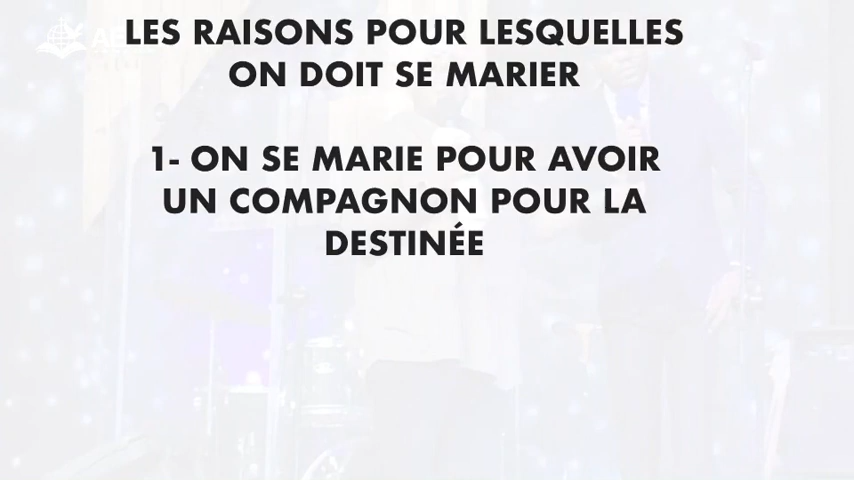 LES RAISONS POUR LESQUELLES
ON DOIT SE MARIER
1- ON SE MARIE POUR AVOIR
UN COMPAGNON POUR LA
DESTINÉE